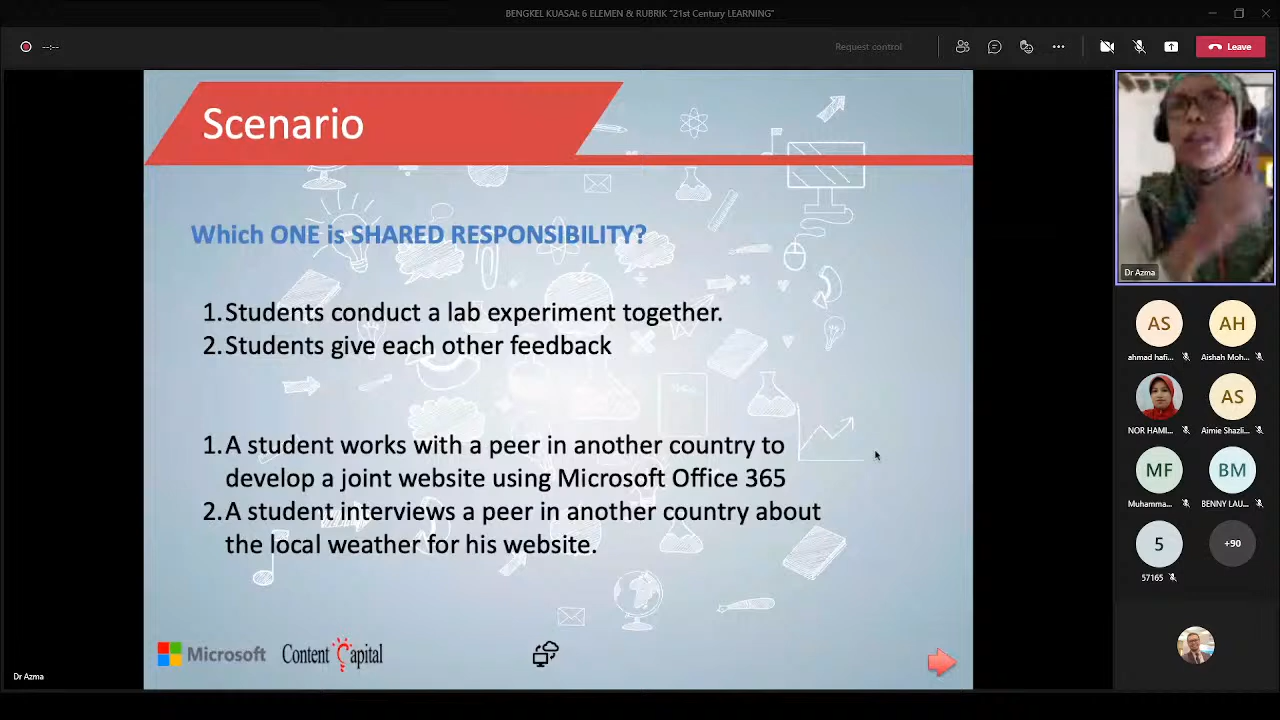 BENGKEL KUASAI: 6 ELEMEN & RUBRIK "21st Century LEARNING"
--:--
Request control
Leave
Scenario
Which ONE is SHARED RESPONSIBILITY?
1.Students conduct a lab experiment together.
2.Students give each other feedback
1.A student works with a peer in another country to
develop a joint website using Microsoft Office 365
2.A student interviews a peer in another country about
the local weather for his website.
Microsoft
Content Capital
Dr Azma
Dr Azma
AS
AH
ahmad hafi...
Aishah Moh...
AS
NOR HAMI...
Aimie Shazli...
MF
BM
Muhamma...
BENNY LAU...
5
+90
57165